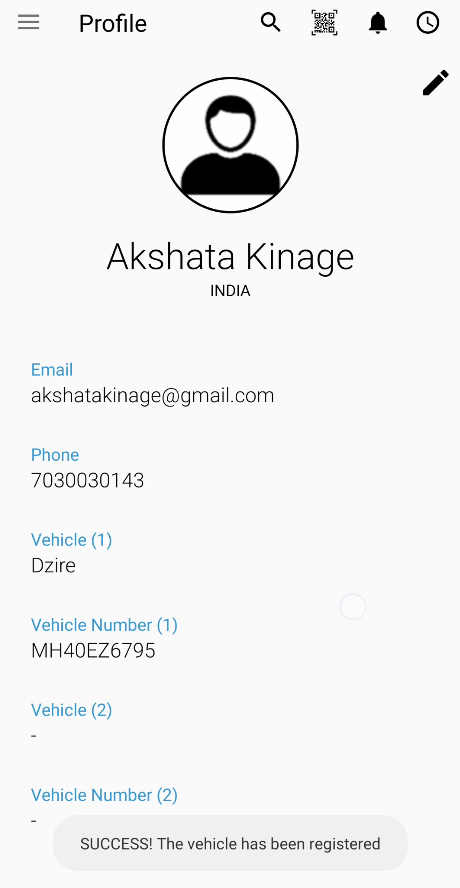 Profile
Akshata Kinage
INDIA
Email
akshatakinage@gmail.com
Phone
7030030143
Vehicle (1)
Dzire
Vehicle Number (1)
MH40EZ6795
Vehicle (2)
-
Vehicle Number (2)
-
SUCCESS! The vehicle has been registered